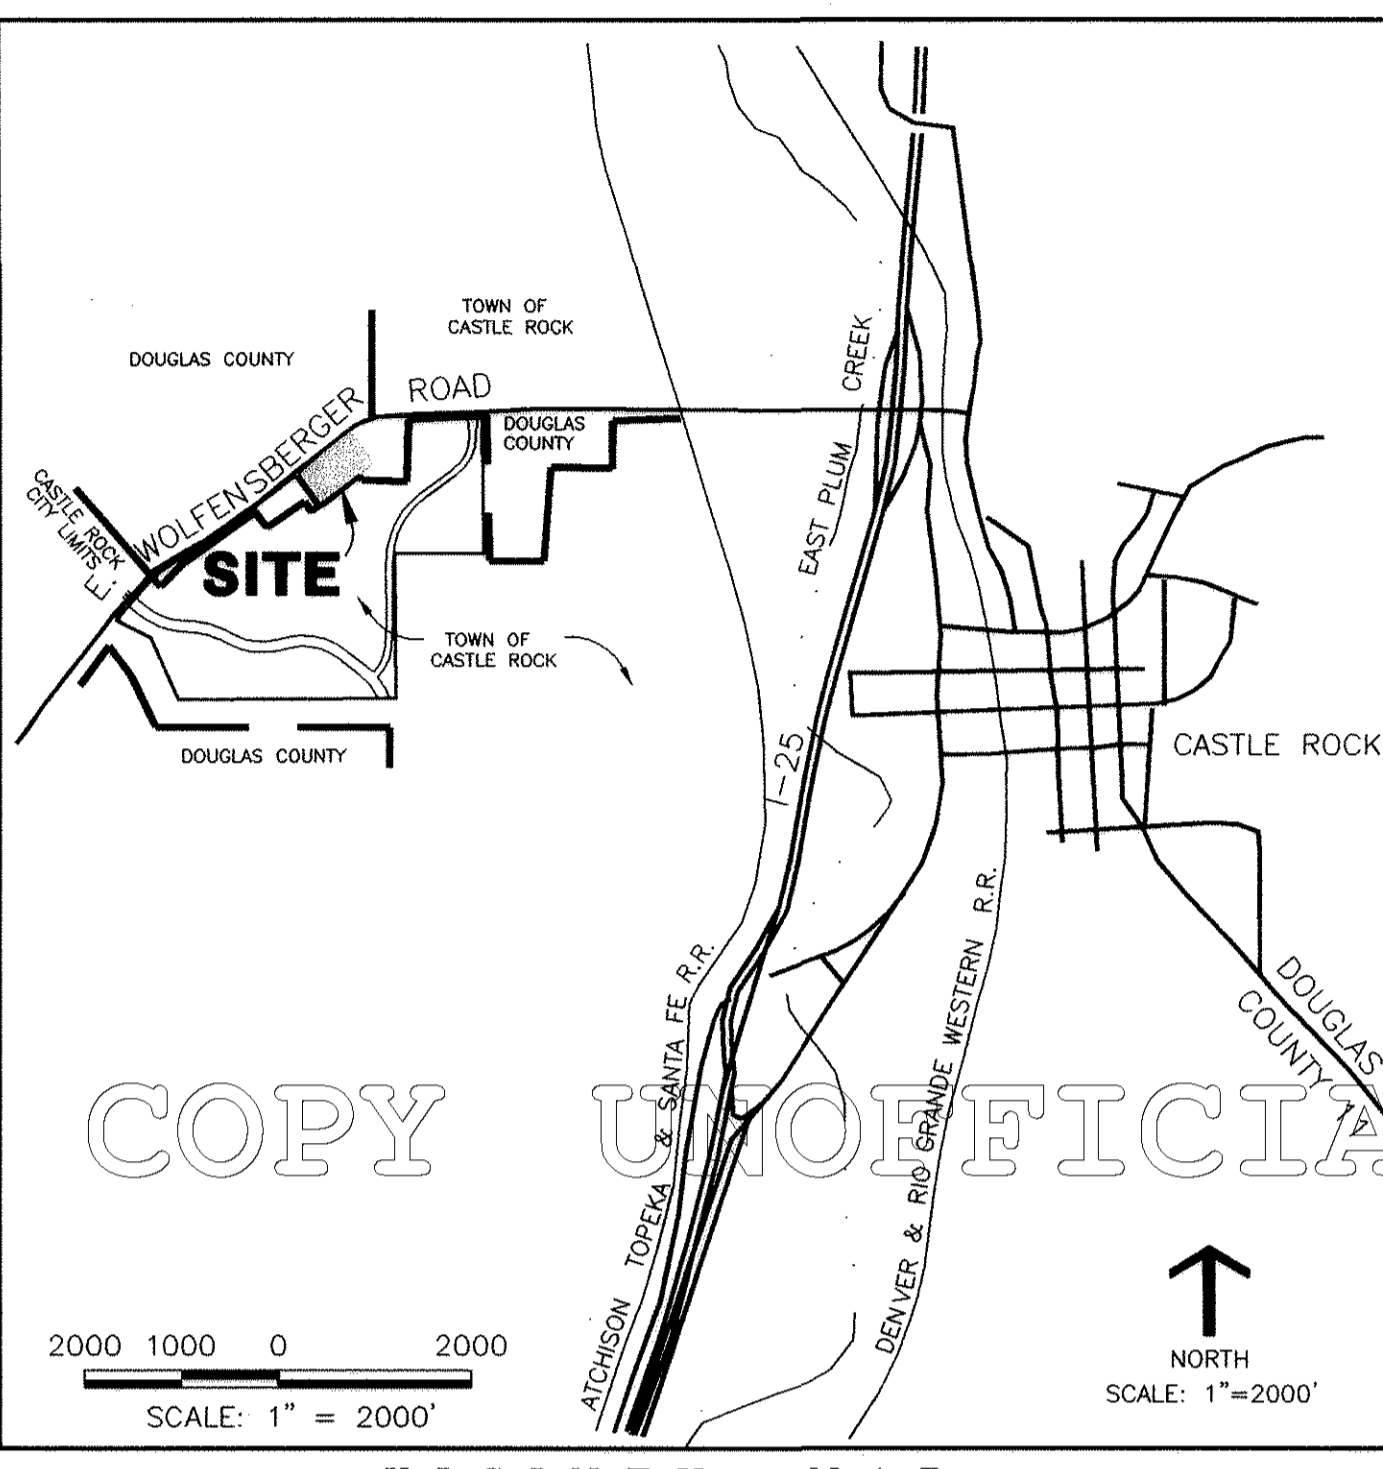 TOWN OF
CASTLE ROCK
DOUGLAS COUNTY
WOLFENSBERGER ROAD
DOUGLAS
COUNTY
CREEK
EAST PLUM
CASTLE ROCK
CITY LIMITS
E.
SITE
TOWN OF
CASTLE ROCK
DOUGLAS COUNTY
I-25
CASTLE ROCK
ATCHISON TOPEKA & SANTA FE R.R.
DENVER & RIO GRANDE WESTERN R.R.
DOUGLAS
COUNTY
COPY UNOFFICIA
2000 1000 0 2000
SCALE: 1" = 2000'
NORTH
SCALE: 1"=2000'